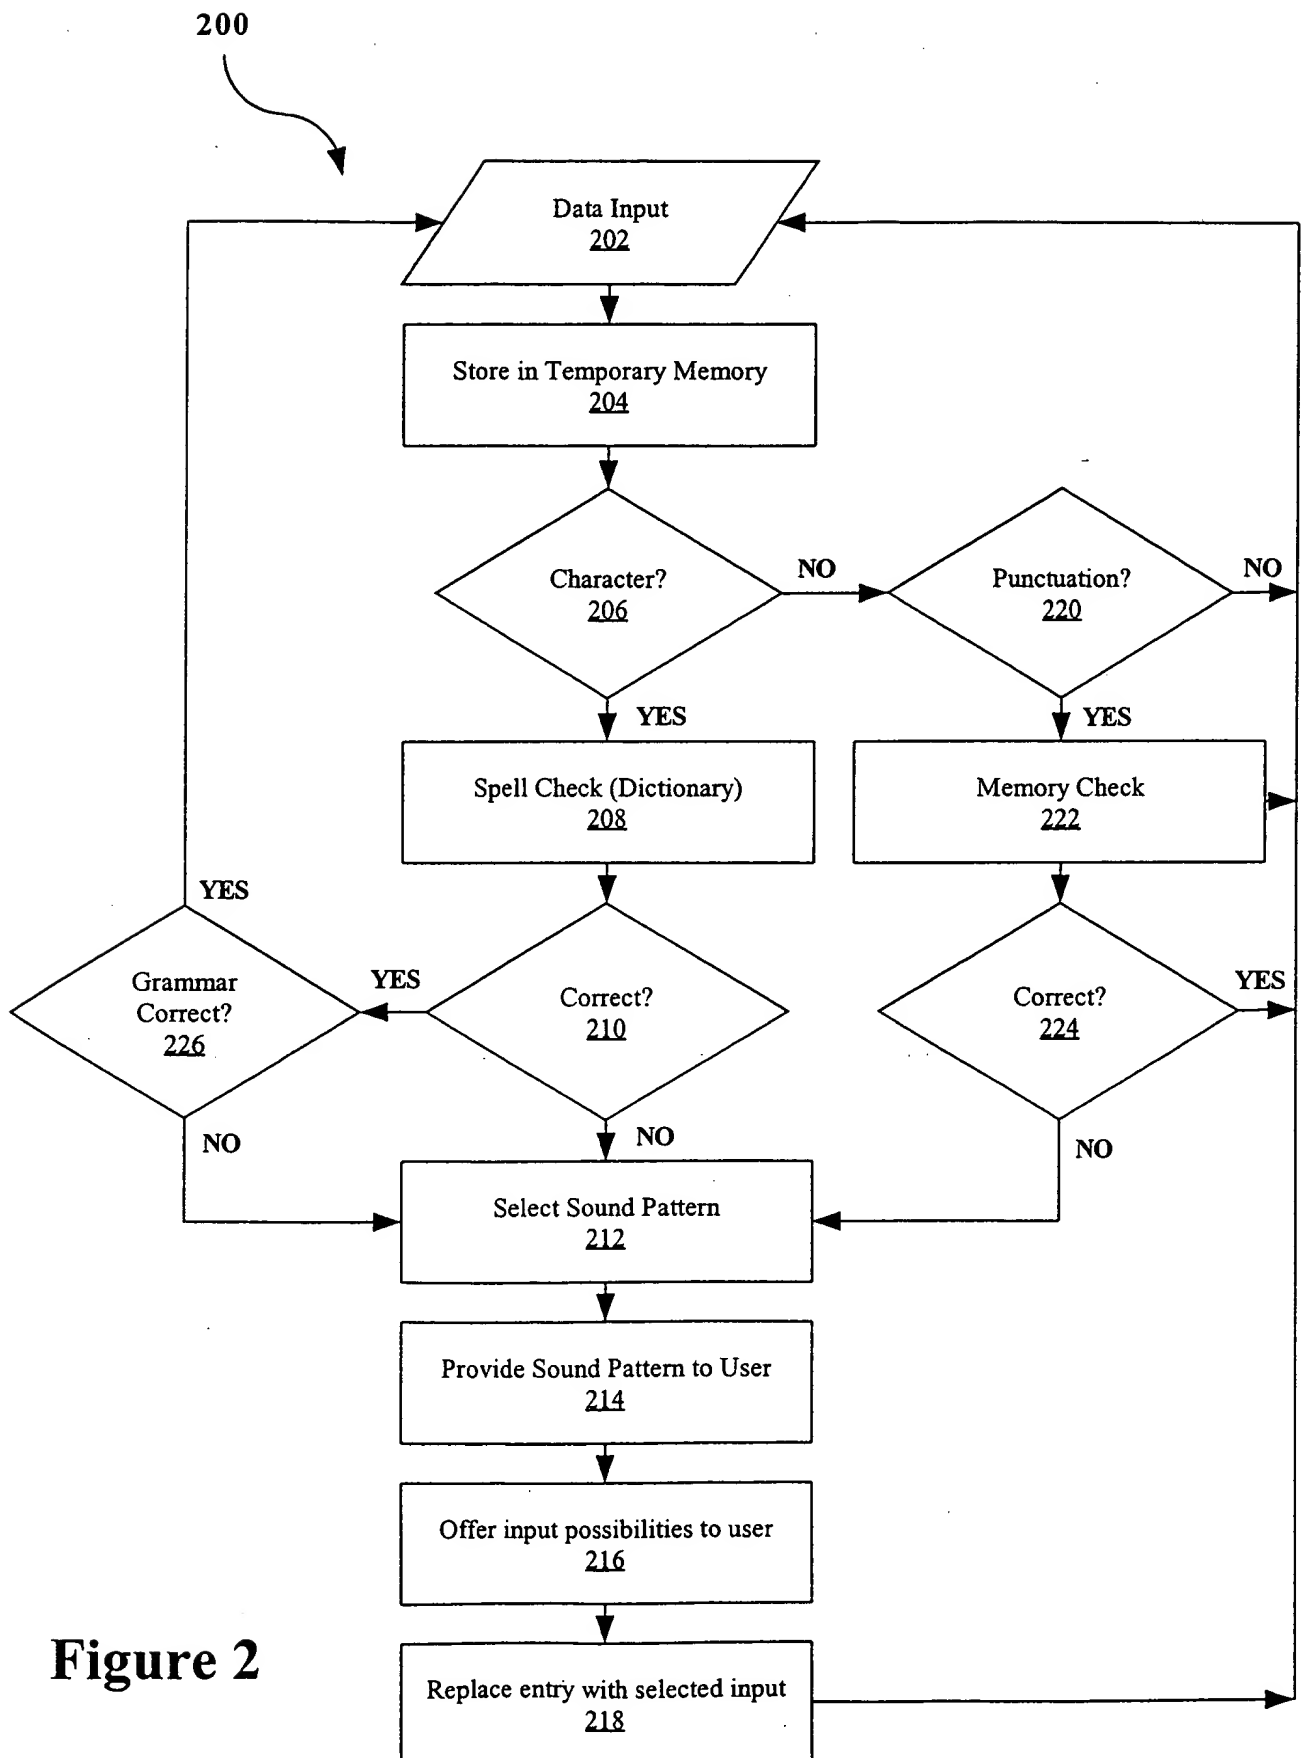 200
Data Input
202
Store in Temporary Memory
204
Character?
206
NO
Punctuation?
220
NO
YES
YES
Spell Check (Dictionary)
208
Memory Check
222
YES
Grammar
Correct?
226
YES
Correct?
210
Correct?
224
YES
NO
NO
NO
Select Sound Pattern
212
Provide Sound Pattern to User
214
Offer input possibilities to user
216
Figure 2
Replace entry with selected input
218